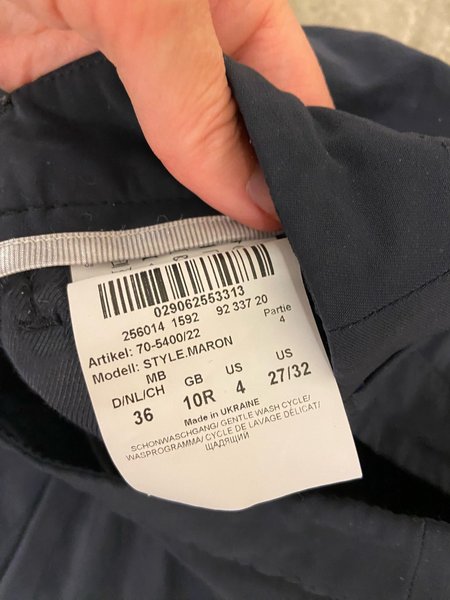 029062553313
256014 1592 92 337 20
Partie
4
Artikel: 70-5400/22
Modell: STYLE.MARON
MB
D/NL/CH GB US US
36 10R 4 27/32
Made in UKRAINE
SCHONWASCHGANG/ GENTLE WASH CYCLE/
WASPROGRAMMA/ CYCLE DE LAVAGE DÉLICAT/
ЩАДЯЩИЙ